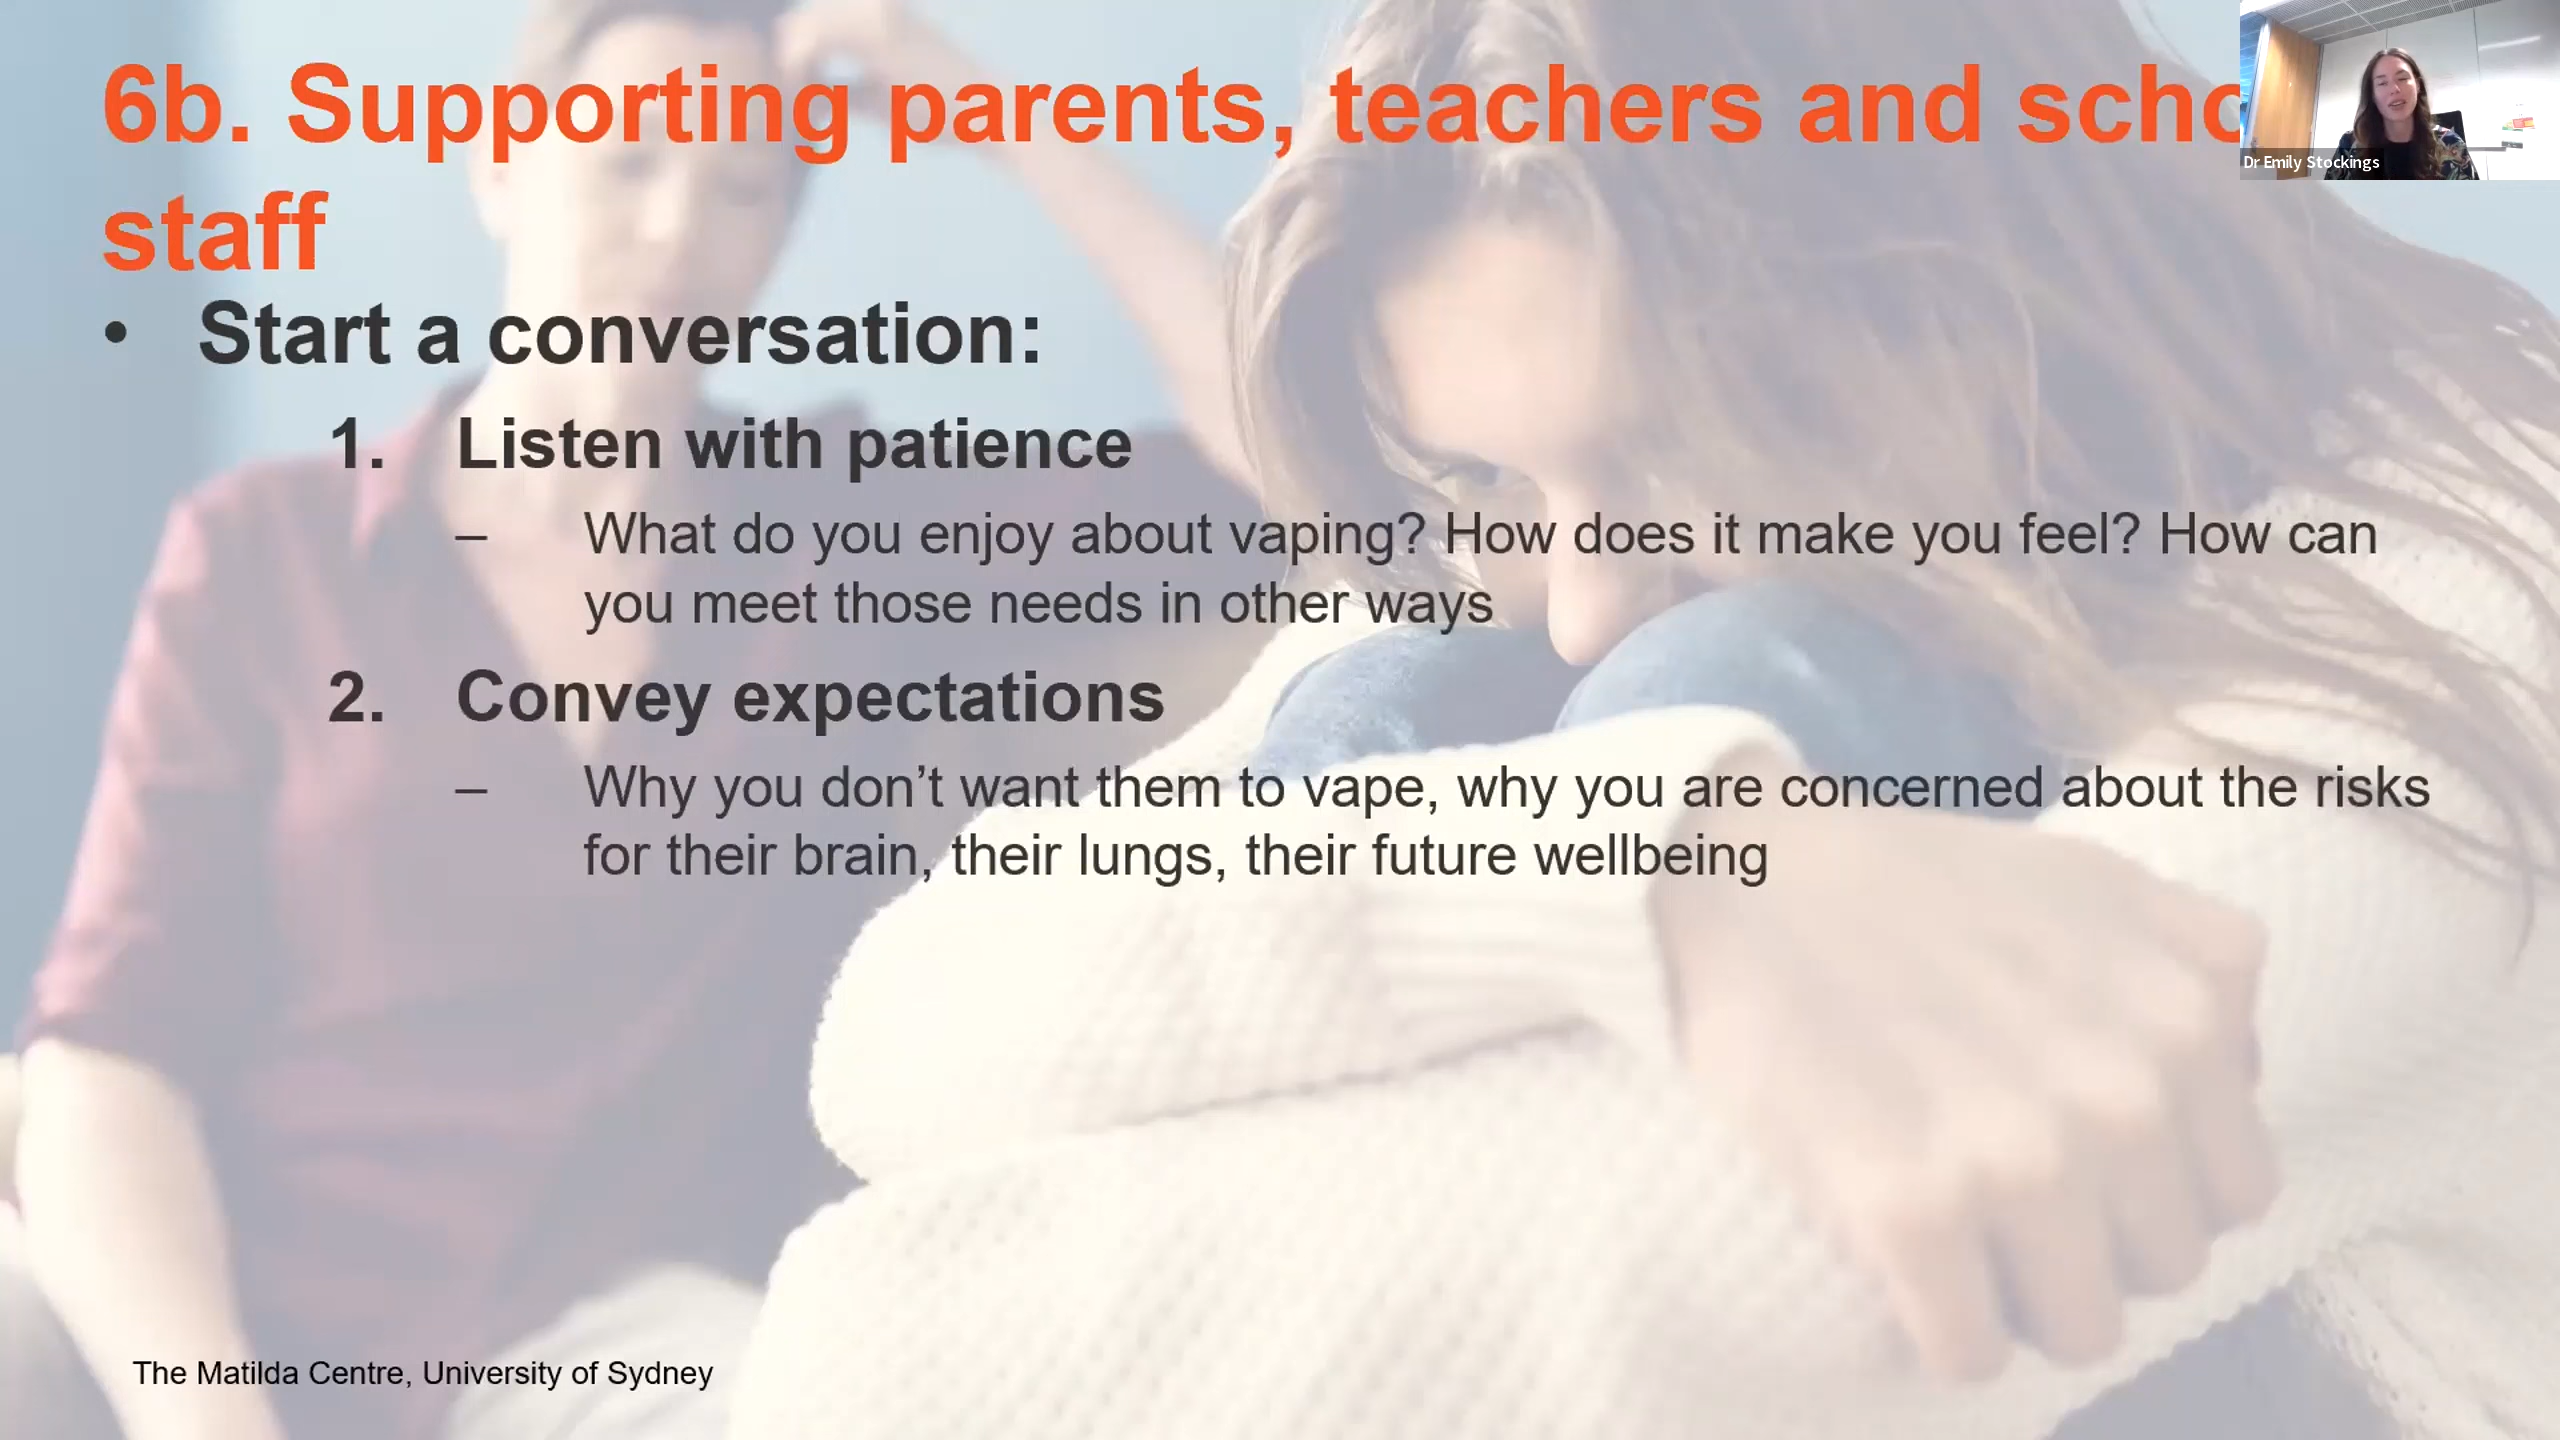 6b. Supporting parents, teachers and scho
staff
• Start a conversation:
1. Listen with patience
– What do you enjoy about vaping? How does it make you feel? How can
you meet those needs in other ways
2. Convey expectations
– Why you don’t want them to vape, why you are concerned about the risks
for their brain, their lungs, their future wellbeing
The Matilda Centre, University of Sydney
Dr Emily Stockings